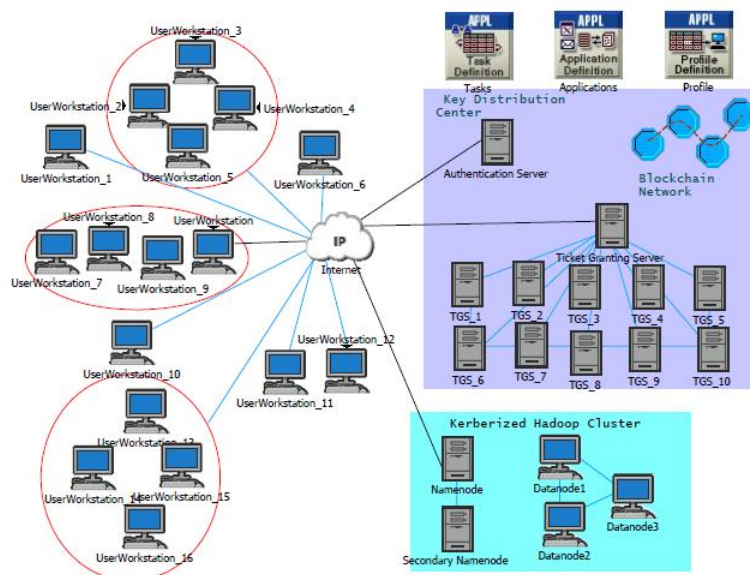 UserWorkstation_3
UserWorkstation_2
UserWorkstation_4
UserWorkstation_1
UserWorkstation_5
UserWorkstation_6
UserWorkstation_8
UserWorkstation
UserWorkstation_7
UserWorkstation_9
IP
Internet
UserWorkstation_10
UserWorkstation_12
UserWorkstation_11
UserWorkstation_13
UserWorkstation_14
UserWorkstation_15
UserWorkstation_16
APPL
Task
Definition
Tasks
APPL
Application
Definition
Applications
APPL
Profile
Definition
Profile
Key Distribution
Center
Authentication Server
Blockchain
Network
Ticket Granting Server
TGS_1
TGS_2
TGS_3
TGS_4
TGS_5
TGS_6
TGS_7
TGS_8
TGS_9
TGS_10
Kerberized Hadoop Cluster
Namenode
Secondary Namenode
Datanode1
Datanode2
Datanode3